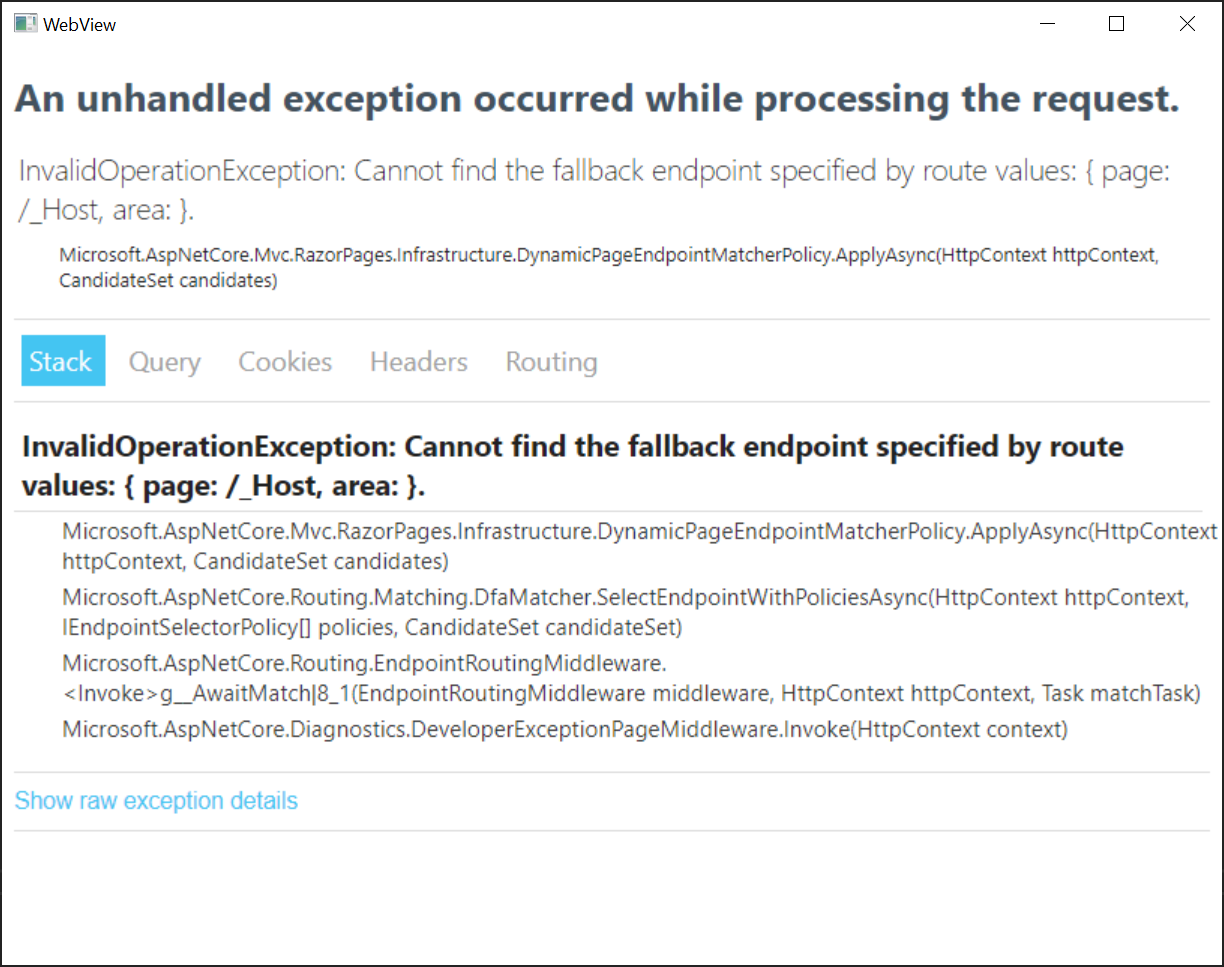 WebView
An unhandled exception occurred while processing the request.
InvalidOperationException: Cannot find the fallback endpoint specified by route values: { page:
/_Host, area: }.
Microsoft.AspNetCore.Mvc.RazorPages.Infrastructure.DynamicPageEndpointMatcherPolicy.ApplyAsync(HttpContext httpContext,
CandidateSet candidates)
Stack Query Cookies Headers Routing
InvalidOperationException: Cannot find the fallback endpoint specified by route
values: { page: /_Host, area: }.
Microsoft.AspNetCore.Mvc.RazorPages.Infrastructure.DynamicPageEndpointMatcherPolicy.ApplyAsync(HttpContext
httpContext, CandidateSet candidates)
Microsoft.AspNetCore.Routing.Matching.DfaMatcher.SelectEndpointWithPoliciesAsync(HttpContext httpContext,
IEndpointSelectorPolicy[] policies, CandidateSet candidateSet)
Microsoft.AspNetCore.Routing.EndpointRoutingMiddleware.
<Invoke>g__AwaitMatch|8_1(EndpointRoutingMiddleware middleware, HttpContext httpContext, Task matchTask)
Microsoft.AspNetCore.Diagnostics.DeveloperExceptionPageMiddleware.Invoke(HttpContext context)
Show raw exception details